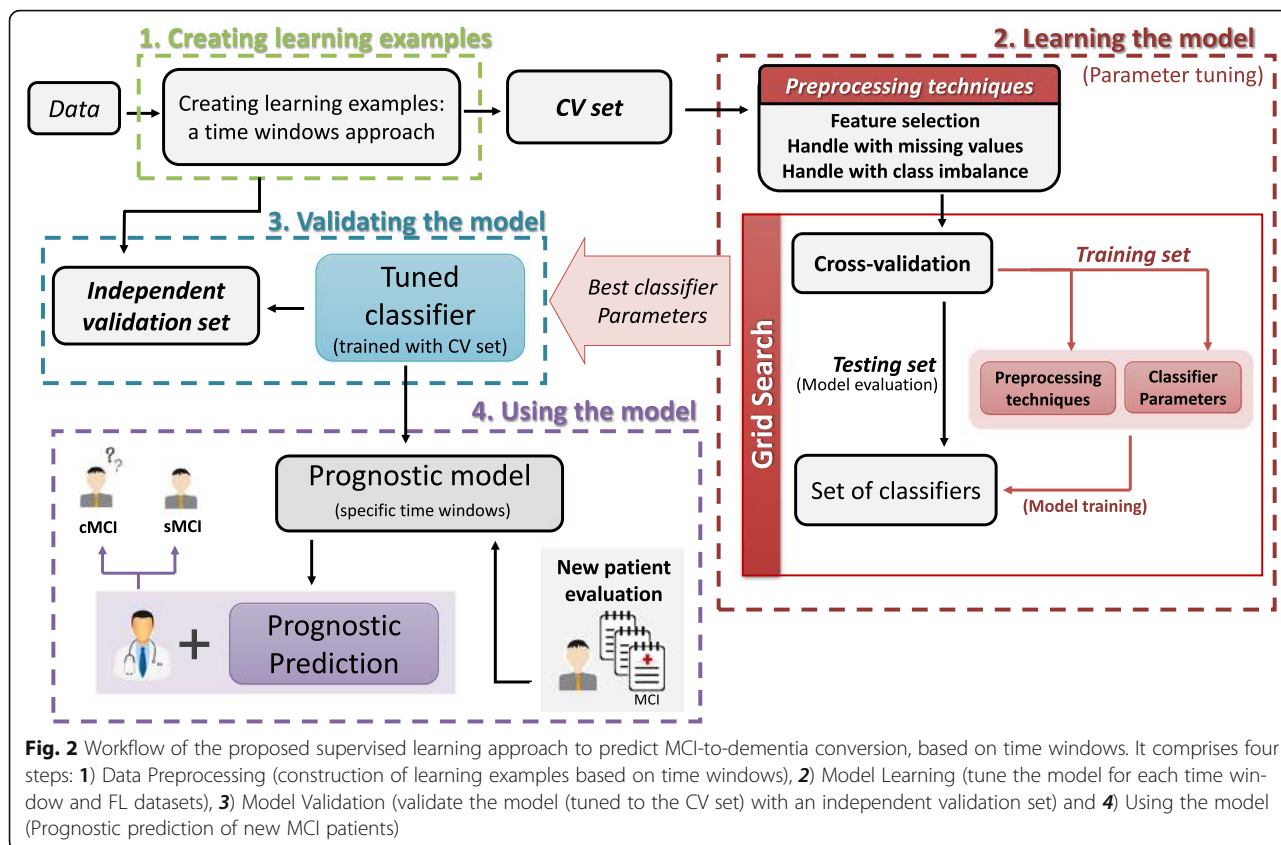 1. Creating learning examples
Data
Creating learning examples:
a time windows approach
CV set
2. Learning the model
(Parameter tuning)
Preprocessing techniques
Feature selection
Handle with missing values
Handle with class imbalance
Grid Search
Cross-validation
Training set
Testing set
(Model evaluation)
Preprocessing
techniques
Classifier
Parameters
Set of classifiers
(Model training)
Best classifier
Parameters
3. Validating the model
Independent
validation set
Tuned
classifier
(trained with CV set)
4. Using the model
??
cMCI
sMCI
Prognostic model
(specific time windows)
+
Prognostic
Prediction
New patient
evaluation
MCI
Fig. 2 Workflow of the proposed supervised learning approach to predict MCI-to-dementia conversion, based on time windows. It comprises four
steps: 1) Data Preprocessing (construction of learning examples based on time windows), 2) Model Learning (tune the model for each time win-
dow and FL datasets), 3) Model Validation (validate the model (tuned to the CV set) with an independent validation set) and 4) Using the model
(Prognostic prediction of new MCI patients)